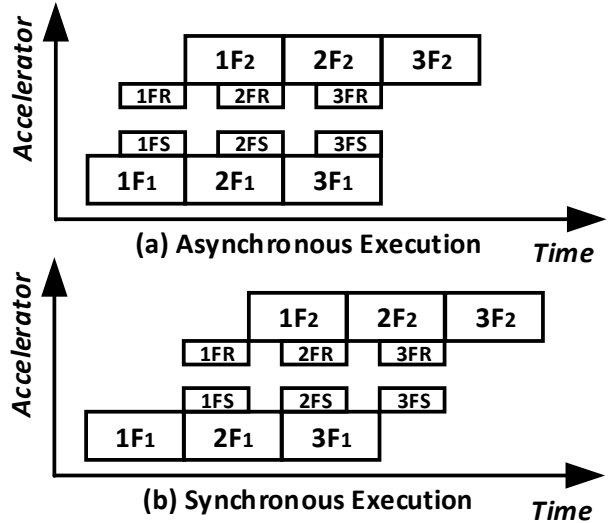 Accelerator
1F2 2F2 3F2
1FR 2FR 3FR
1FS 2FS 3FS
1F1 2F1 3F1
(a) Asynchronous Execution
Time
Accelerator
1F2 2F2 3F2
1FR 2FR 3FR
1FS 2FS 3FS
1F1 2F1 3F1
(b) Synchronous Execution
Time